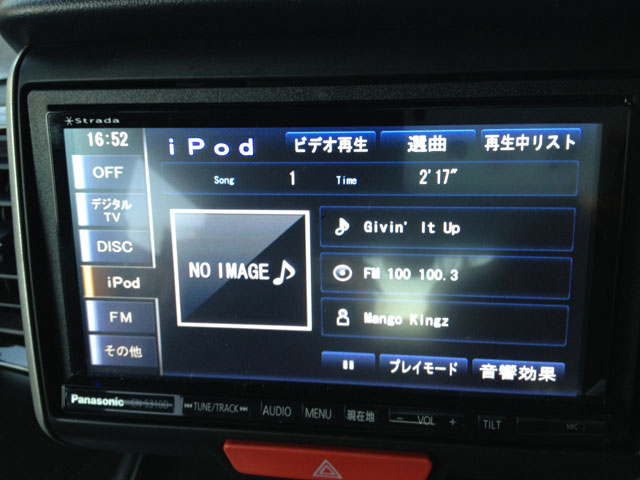 Strada
16:52
iPod
ビデオ再生
選曲
再生中リスト
OFF
Song 1 Time 2'17"
デジタル
TV
DISC
iPod
FM
その他
NO IMAGE
Givin' It Up
FM 100 100.3
Mango Kingz
プレイモード
音響効果
Panasonic CN-S310D
TUNE/TRACK
AUDIO
MENU
現在地
− VOL +
TILT
MIC